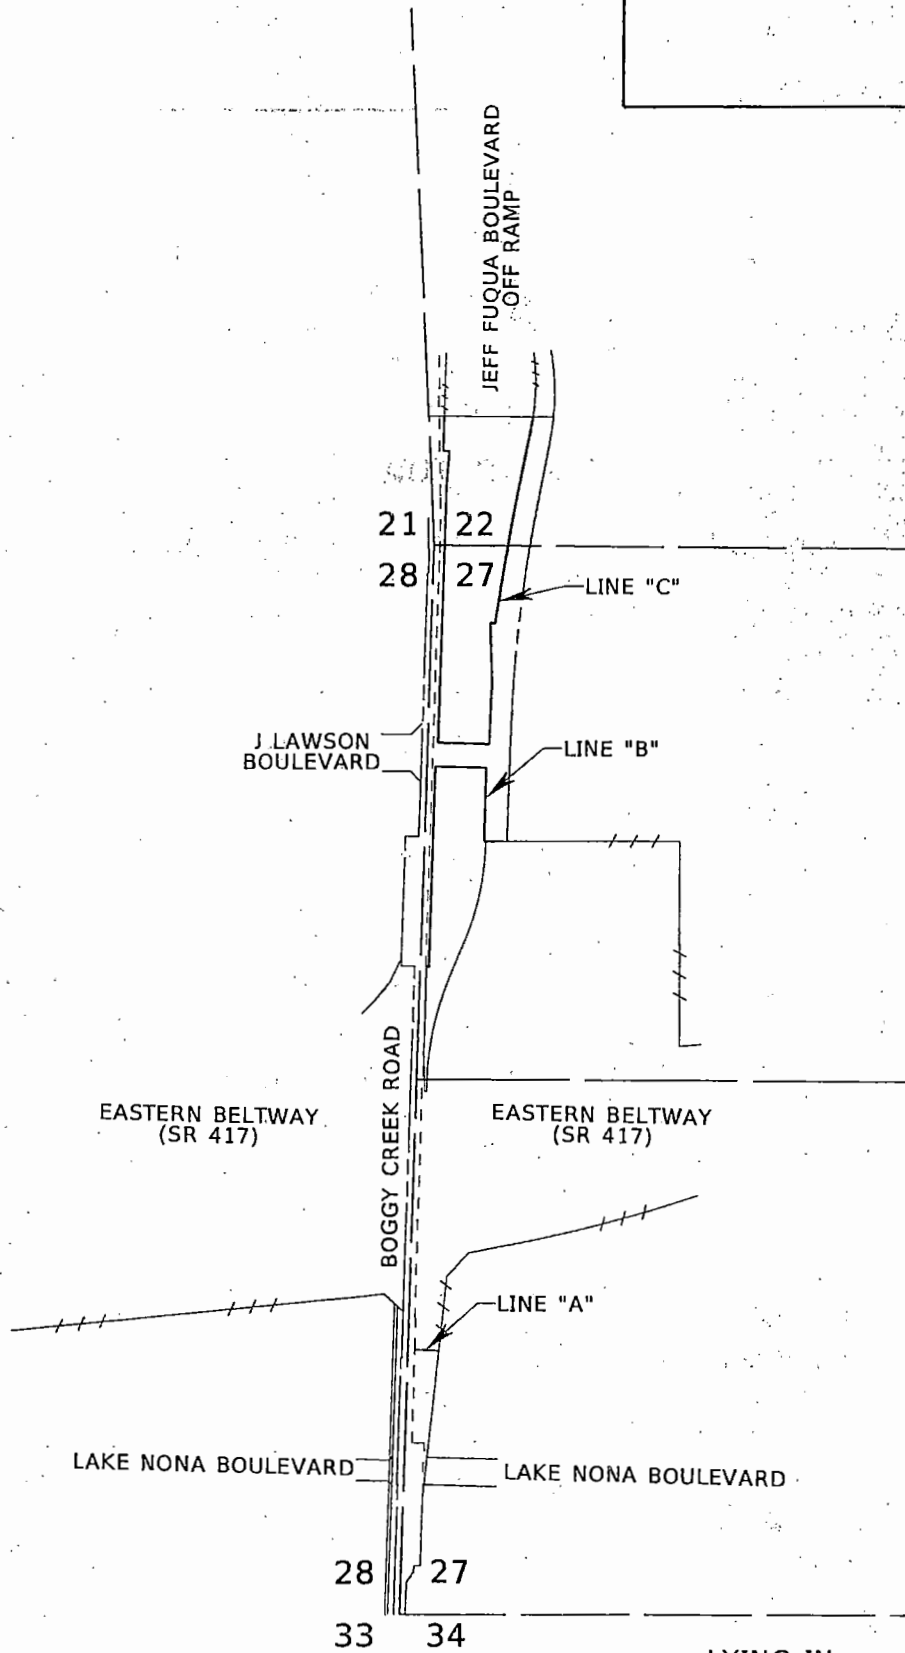 JEFF FUQUA BOULEVARD
OFF RAMP
21 22
28 27
LINE "C"
J LAWSON
BOULEVARD
LINE "B"
BOGGY CREEK ROAD
EASTERN BELTWAY
(SR 417)
EASTERN BELTWAY
(SR 417)
LINE "A"
LAKE NONA BOULEVARD
LAKE NONA BOULEVARD
28 27
33 34